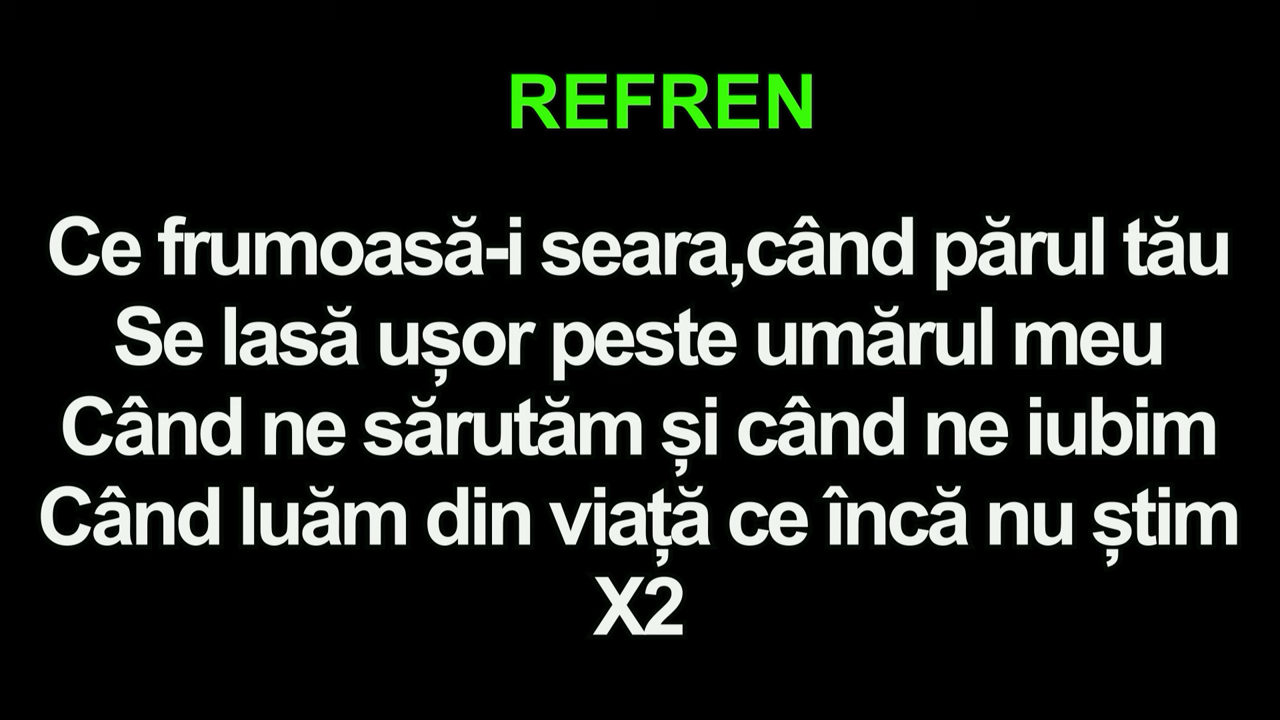 REFREN
Ce frumoasă-i seara,când părul tău
Se lasă ușor peste umărul meu
Când ne sărutăm și când ne iubim
Când luăm din viață ce încă nu știm
X2